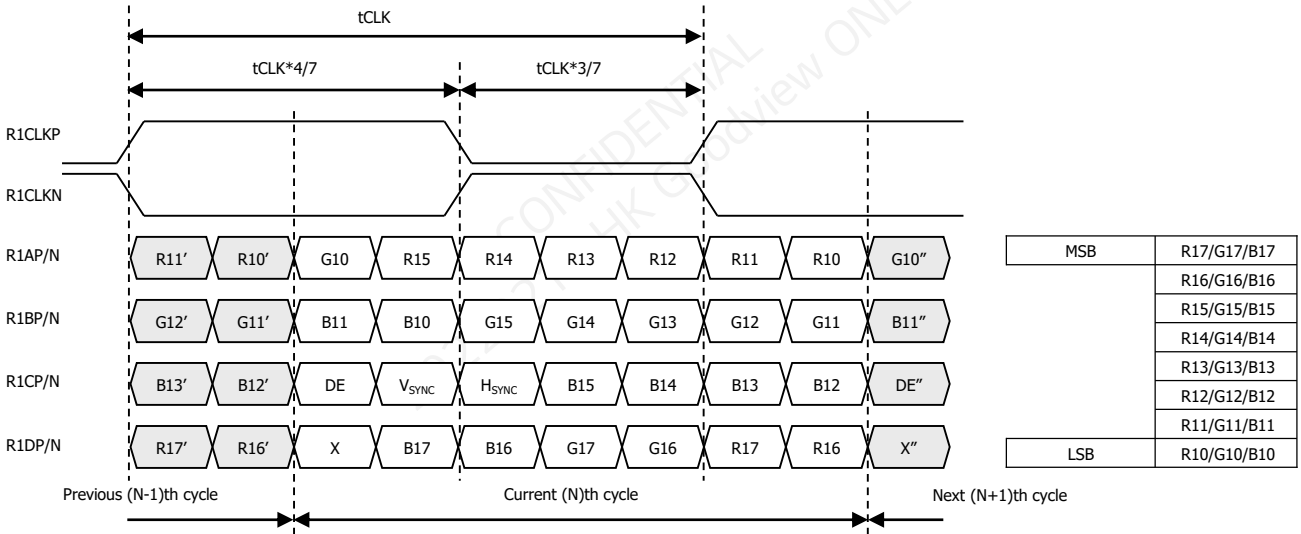 tCLK
tCLK*4/7 tCLK*3/7
R1CLKP
R1CLKN
R1AP/N R11′ R10′ G10 R15 R14 R13 R12 R11 R10 G10″
R1BP/N G12′ G11′ B11 B10 G15 G14 G13 G12 G11 B11″
R1CP/N B13′ B12′ DE VSYNC HSYNC B15 B14 B13 B12 DE″
R1DP/N R17′ R16′ X B17 B16 G17 G16 R17 R16 X″
Previous (N-1)th cycle Current (N)th cycle Next (N+1)th cycle
MSB R17/G17/B17
R16/G16/B16
R15/G15/B15
R14/G14/B14
R13/G13/B13
R12/G12/B12
R11/G11/B11
LSB R10/G10/B10
CONFIDENTIAL
HK Goodview ONL